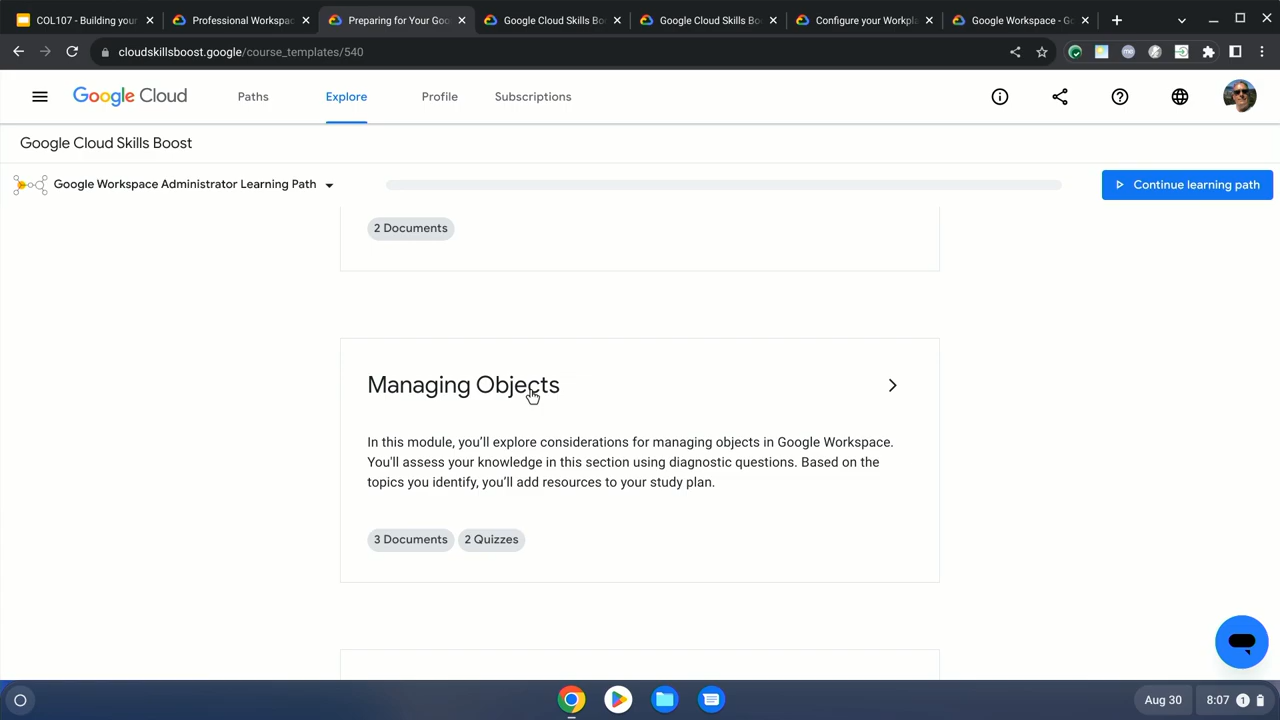 COL107 - Building your
Professional Workspac
Preparing for Your Goo
Google Cloud Skills Bo
Google Cloud Skills Bo
Configure your Workpl
Google Workspace - G
cloudskillsboost.google/course_templates/540
Google Cloud
Paths
Explore
Profile
Subscriptions
Google Cloud Skills Boost
Google Workspace Administrator Learning Path
Continue learning path
2 Documents
Managing Objects
In this module, you’ll explore considerations for managing objects in Google Workspace.
You'll assess your knowledge in this section using diagnostic questions. Based on the
topics you identify, you’ll add resources to your study plan.
3 Documents
2 Quizzes
Aug 30
8:07
1